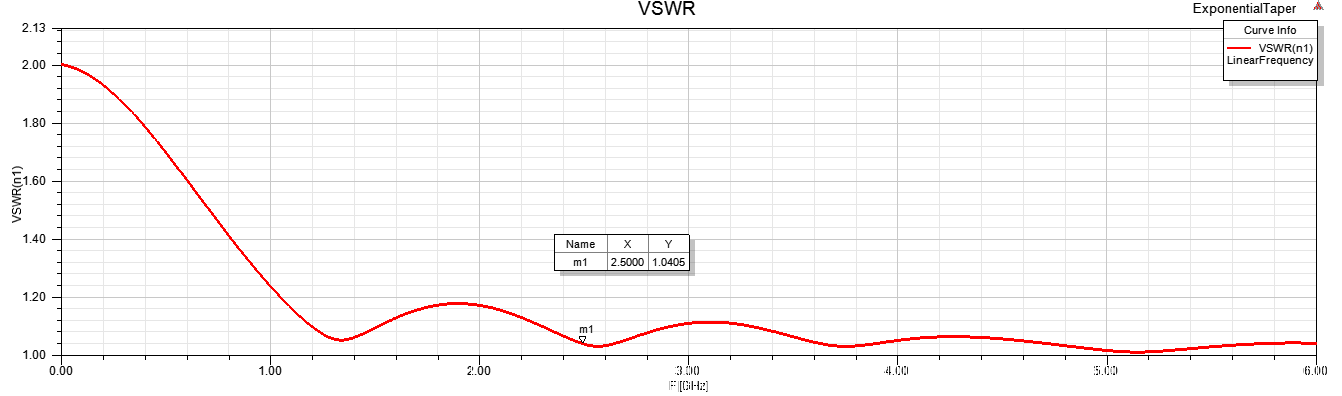 VSWR
ExponentialTaper
Curve Info
VSWR(n1)
LinearFrequency
2.13
2.00
1.80
1.60
1.40
1.20
1.00
VSWR(n1)
Name X Y
m1 2.5000 1.0405
m1
0.00 1.00 2.00 3.00 4.00 5.00 6.00
F [GHz]